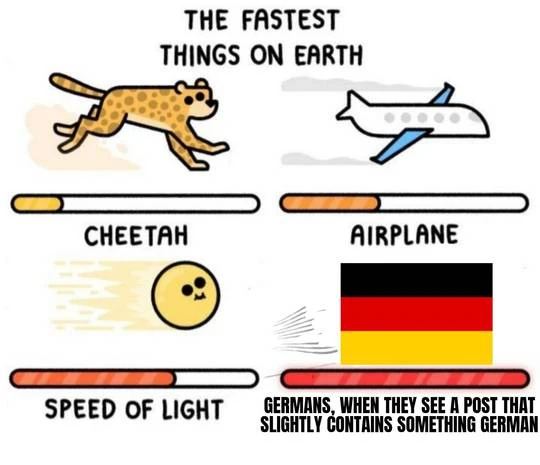 THE FASTEST
THINGS ON EARTH
CHEETAH
AIRPLANE
SPEED OF LIGHT
GERMANS, WHEN THEY SEE A POST THAT
SLIGHTLY CONTAINS SOMETHING GERMAN